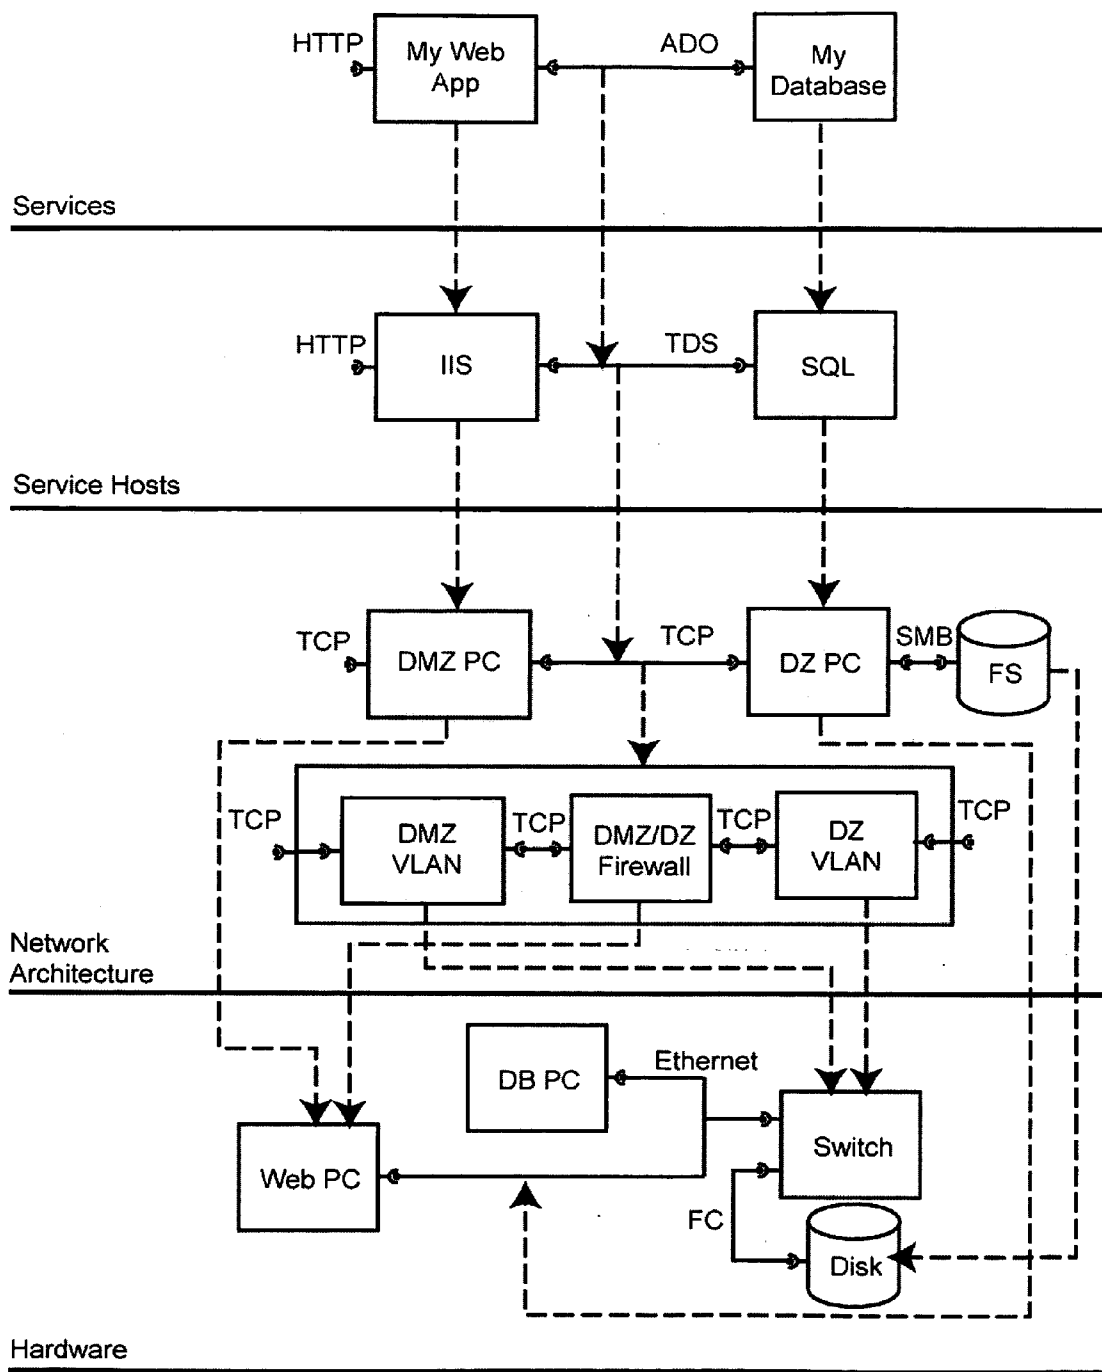 HTTP
My Web
App
ADO
My
Database
Services
HTTP
IIS
TDS
SQL
Service Hosts
TCP
DMZ PC
TCP
DZ PC
SMB
FS
TCP
DMZ
VLAN
TCP
DMZ/DZ
Firewall
TCP
DZ
VLAN
TCP
Network
Architecture
DB PC
Ethernet
Web PC
Switch
FC
Disk
Hardware